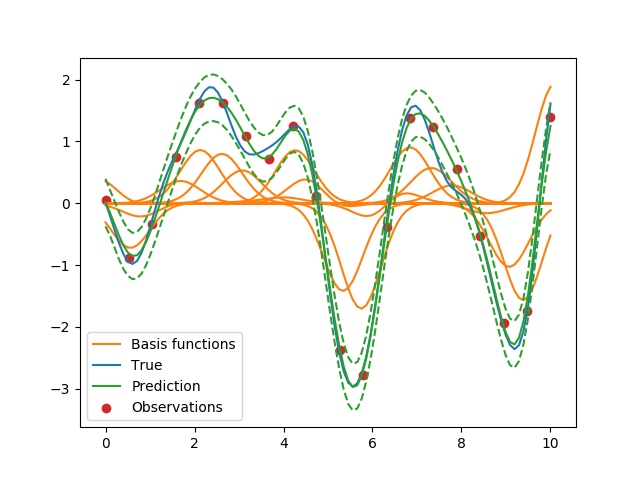 2
1
0
−1
−2
−3
Basis functions
True
Prediction
Observations
0 2 4 6 8 10